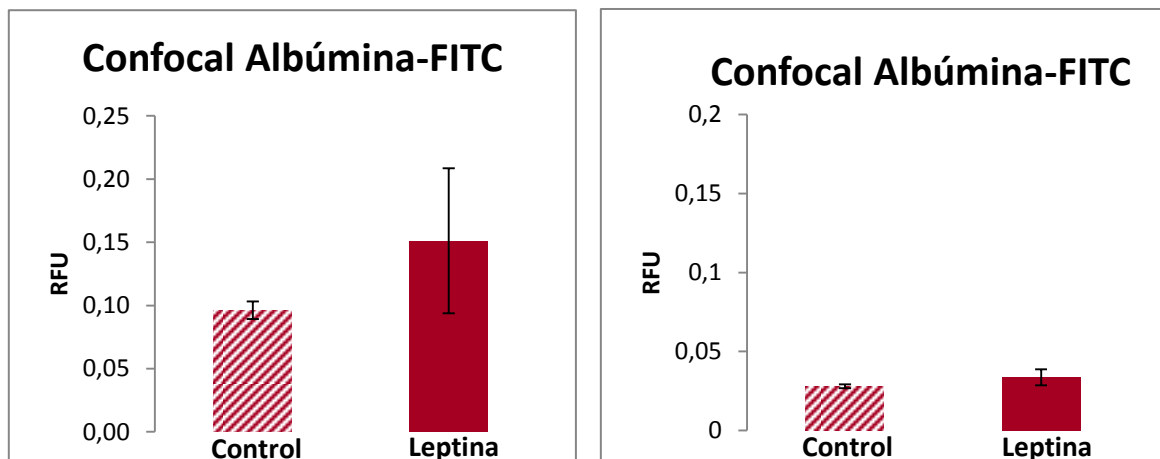 Confocal Albúmina-FITC
0,25
0,20
0,15
0,10
0,05
0,00
RFU
Control
Leptina
Confocal Albúmina-FITC
0,2
0,15
0,1
0,05
0
RFU
Control
Leptina